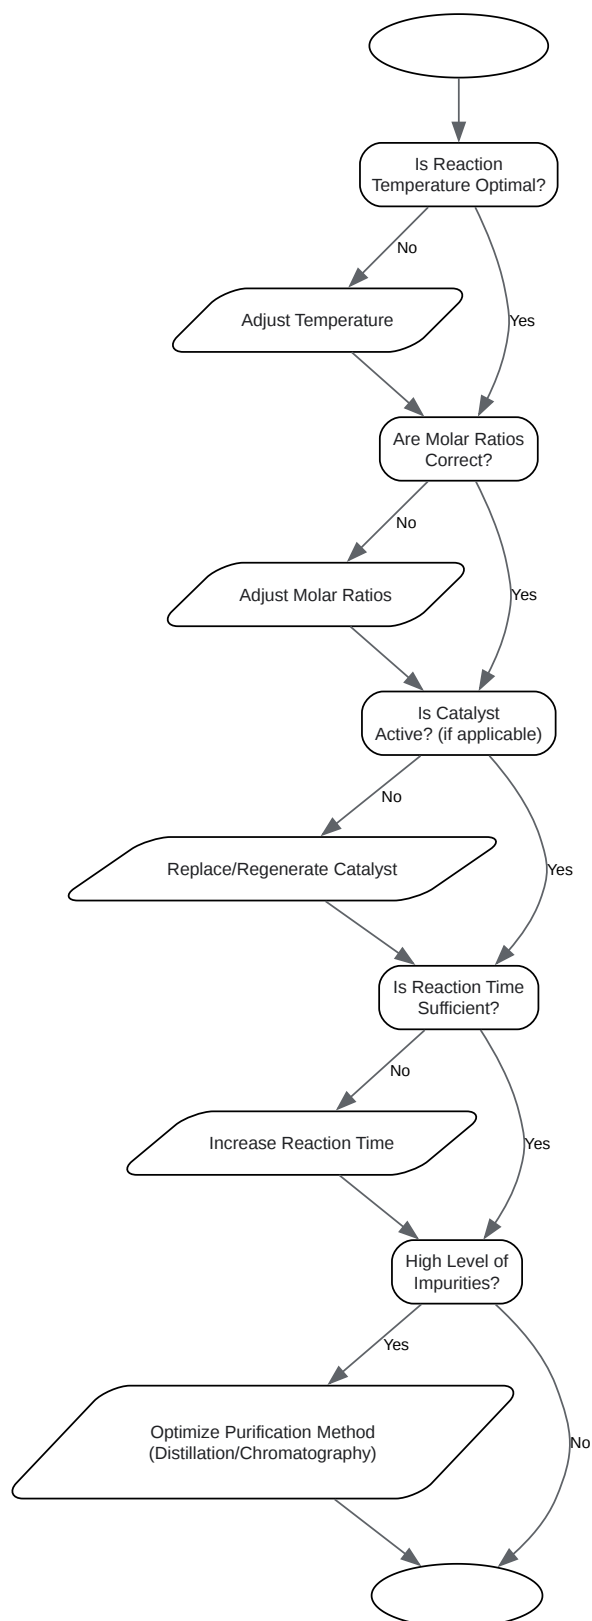 Is Reaction
Temperature Optimal?
No
Adjust Temperature
Yes
Are Molar Ratios
Correct?
No
Adjust Molar Ratios
Yes
Is Catalyst
Active? (if applicable)
No
Replace/Regenerate Catalyst
Yes
Is Reaction Time
Sufficient?
No
Increase Reaction Time
Yes
High Level of
Impurities?
Yes
Optimize Purification Method
(Distillation/Chromatography)
No